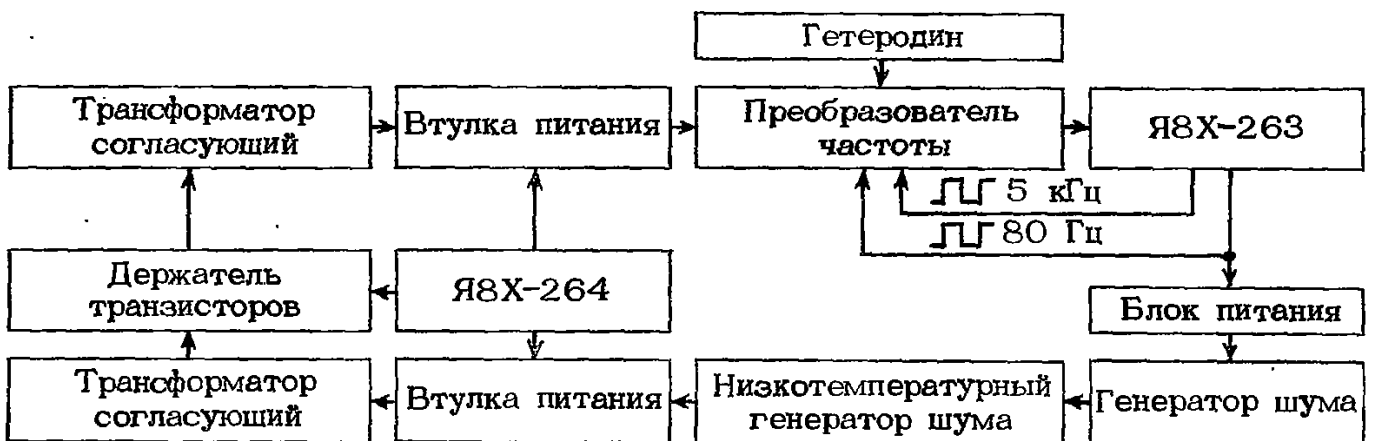 Гетеродин
Трансформатор
согласующий
Втулка питания
Преобразователь
частоты
Я8Х-263
5 кГц
80 Гц
Держатель
транзисторов
Я8Х-264
Блок питания
Трансформатор
согласующий
Втулка питания
Низкотемпературный
генератор шума
Генератор шума